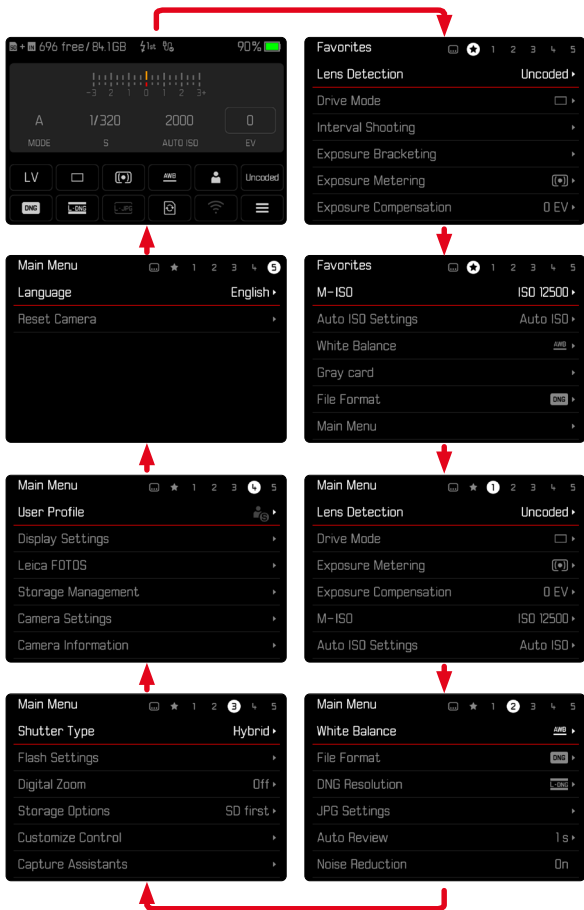 696 free/84.1GB 1st 90%
-3 2 1 0 1 2 3+
A 1/320 2000 0
MODE S AUTO ISO EV
LV AWB Uncoded
DNG L-DNG L-JPG
Favorites 1 2 3 4 5
Lens Detection Uncoded
Drive Mode
Interval Shooting
Exposure Bracketing
Exposure Metering
Exposure Compensation 0 EV
Main Menu 1 2 3 4 5
Language English
Reset Camera
Favorites 1 2 3 4 5
M-ISO ISO 12500
Auto ISO Settings Auto ISO
White Balance AWB
Gray card
File Format DNG
Main Menu
Main Menu 1 2 3 4 5
User Profile
Display Settings
Leica FOTOS
Storage Management
Camera Settings
Camera Information
Main Menu 1 2 3 4 5
Lens Detection Uncoded
Drive Mode
Exposure Metering
Exposure Compensation 0 EV
M-ISO ISO 12500
Auto ISO Settings Auto ISO
Main Menu 1 2 3 4 5
Shutter Type Hybrid
Flash Settings
Digital Zoom Off
Storage Options SD first
Customize Control
Capture Assistants
Main Menu 1 2 3 4 5
White Balance AWB
File Format DNG
DNG Resolution L-DNG
JPG Settings
Auto Review 1 s
Noise Reduction On